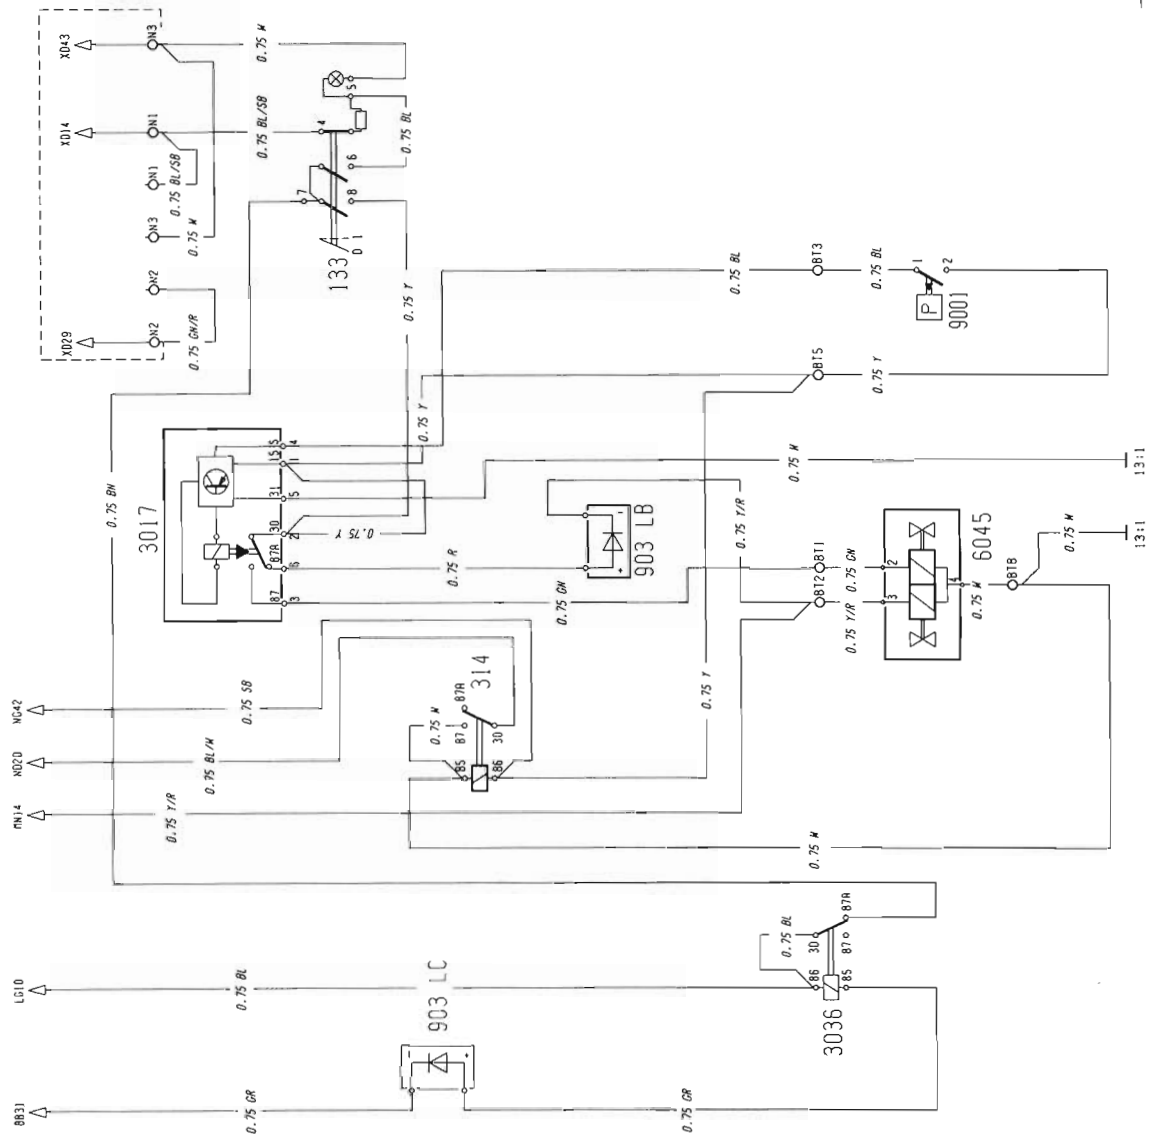 XD43
N3
0.75 W
XD14
N1
0.75 BL/SB
N1
0.75 BL/SB
N3
0.75 W
N2
XD29
N2
0.75 GN/R
5
4
0.75 BL
6
7
8
0 1
133
0.75 Y
0.75 BL
BT3
0.75 BL
1
2
P
9001
BT5
0.75 Y
0.75 Y
0.75 BN
3017
S
4
15
1
31
5
30
2
87A
6
87
3
0.75 Y
0.75 W
13:1
0.75 R
903 LB
-
+
0.75 Y/R
0.75 GN
BT1
0.75 GN
2
BT2
0.75 Y/R
3
4
6045
0.75 W
BT8
0.75 W
13:1
NG42
0.75 SB
ND20
0.75 BL/W
MN14
0.75 Y/R
314
87A
87
30
85
86
0.75 W
0.75 Y
0.75 W
LG10
0.75 BL
0.75 BL
30
87A
87
86
85
3036
903 LC
-
+
BB31
0.75 GR
0.75 GR